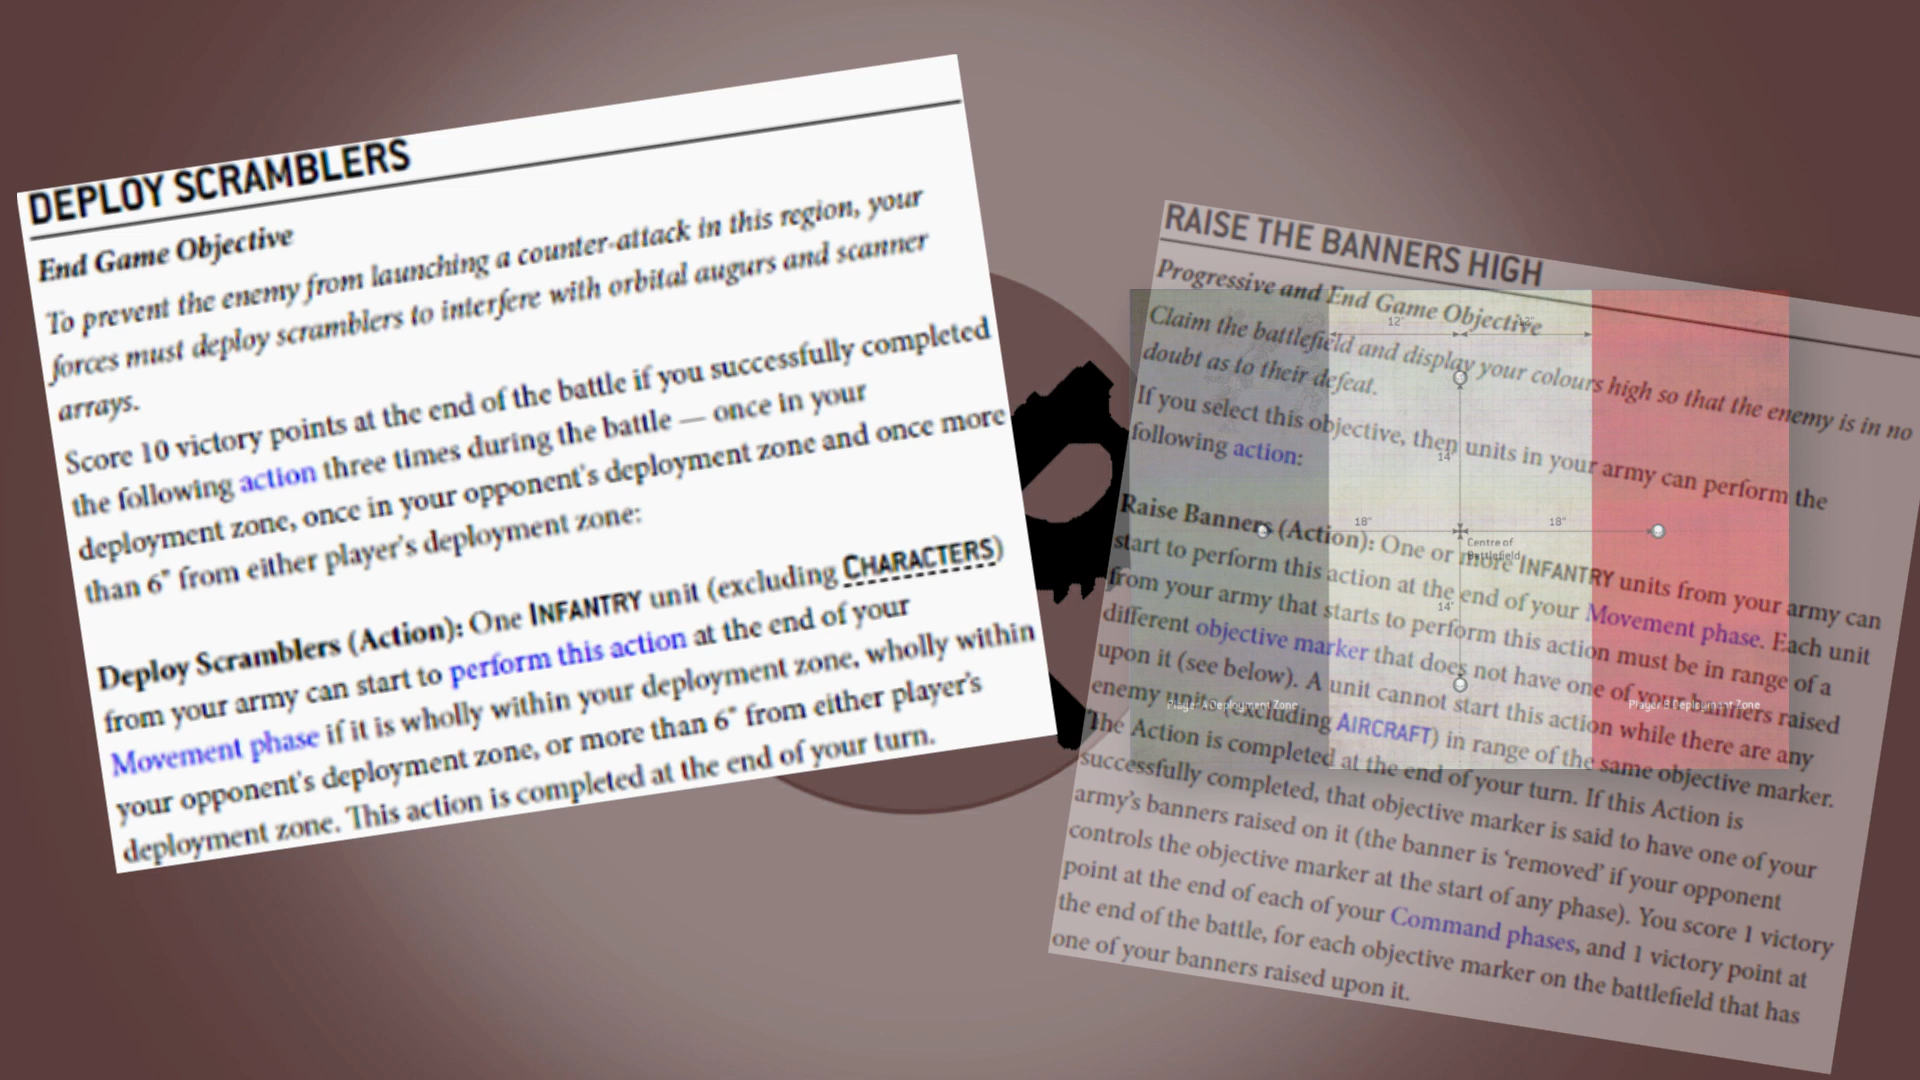 DEPLOY SCRAMBLERS
End Game Objective
To prevent the enemy from launching a counter-attack in this region, your
forces must deploy scramblers to interfere with orbital augurs and scanner
arrays.
Score 10 victory points at the end of the battle if you successfully completed
the following action three times during the battle — once in your
deployment zone, once in your opponent's deployment zone and once more
than 6" from either player's deployment zone:
Deploy Scramblers (Action): One INFANTRY unit (excluding CHARACTERS)
from your army can start to perform this action at the end of your
Movement phase if it is wholly within your deployment zone, wholly within
your opponent's deployment zone, or more than 6" from either player's
deployment zone. This action is completed at the end of your turn.
RAISE THE BANNERS HIGH
Progressive and End Game Objective
Claim the battlefield and display your colours high so that the enemy is in no
doubt as to their defeat.
If you select this objective, then units in your army can perform the
following action:
Raise Banners (Action): One or more INFANTRY units from your army can
start to perform this action at the end of your Movement phase. Each unit
from your army that starts to perform this action must be in range of a
different objective marker that does not have one of your banners raised
upon it (see below). A unit cannot start this action while there are any
enemy units (excluding AIRCRAFT) in range of the same objective marker.
The Action is completed at the end of your turn. If this Action is
successfully completed, that objective marker is said to have one of your
army's banners raised on it (the banner is 'removed' if your opponent
controls the objective marker at the start of any phase). You score 1 victory
point at the end of each of your Command phases, and 1 victory point at
the end of the battle, for each objective marker on the battlefield that has
one of your banners raised upon it.
12" 12"
14"
18" 18"
Centre of
Battlefield
14"
Player A Deployment Zone
Player B Deployment Zone